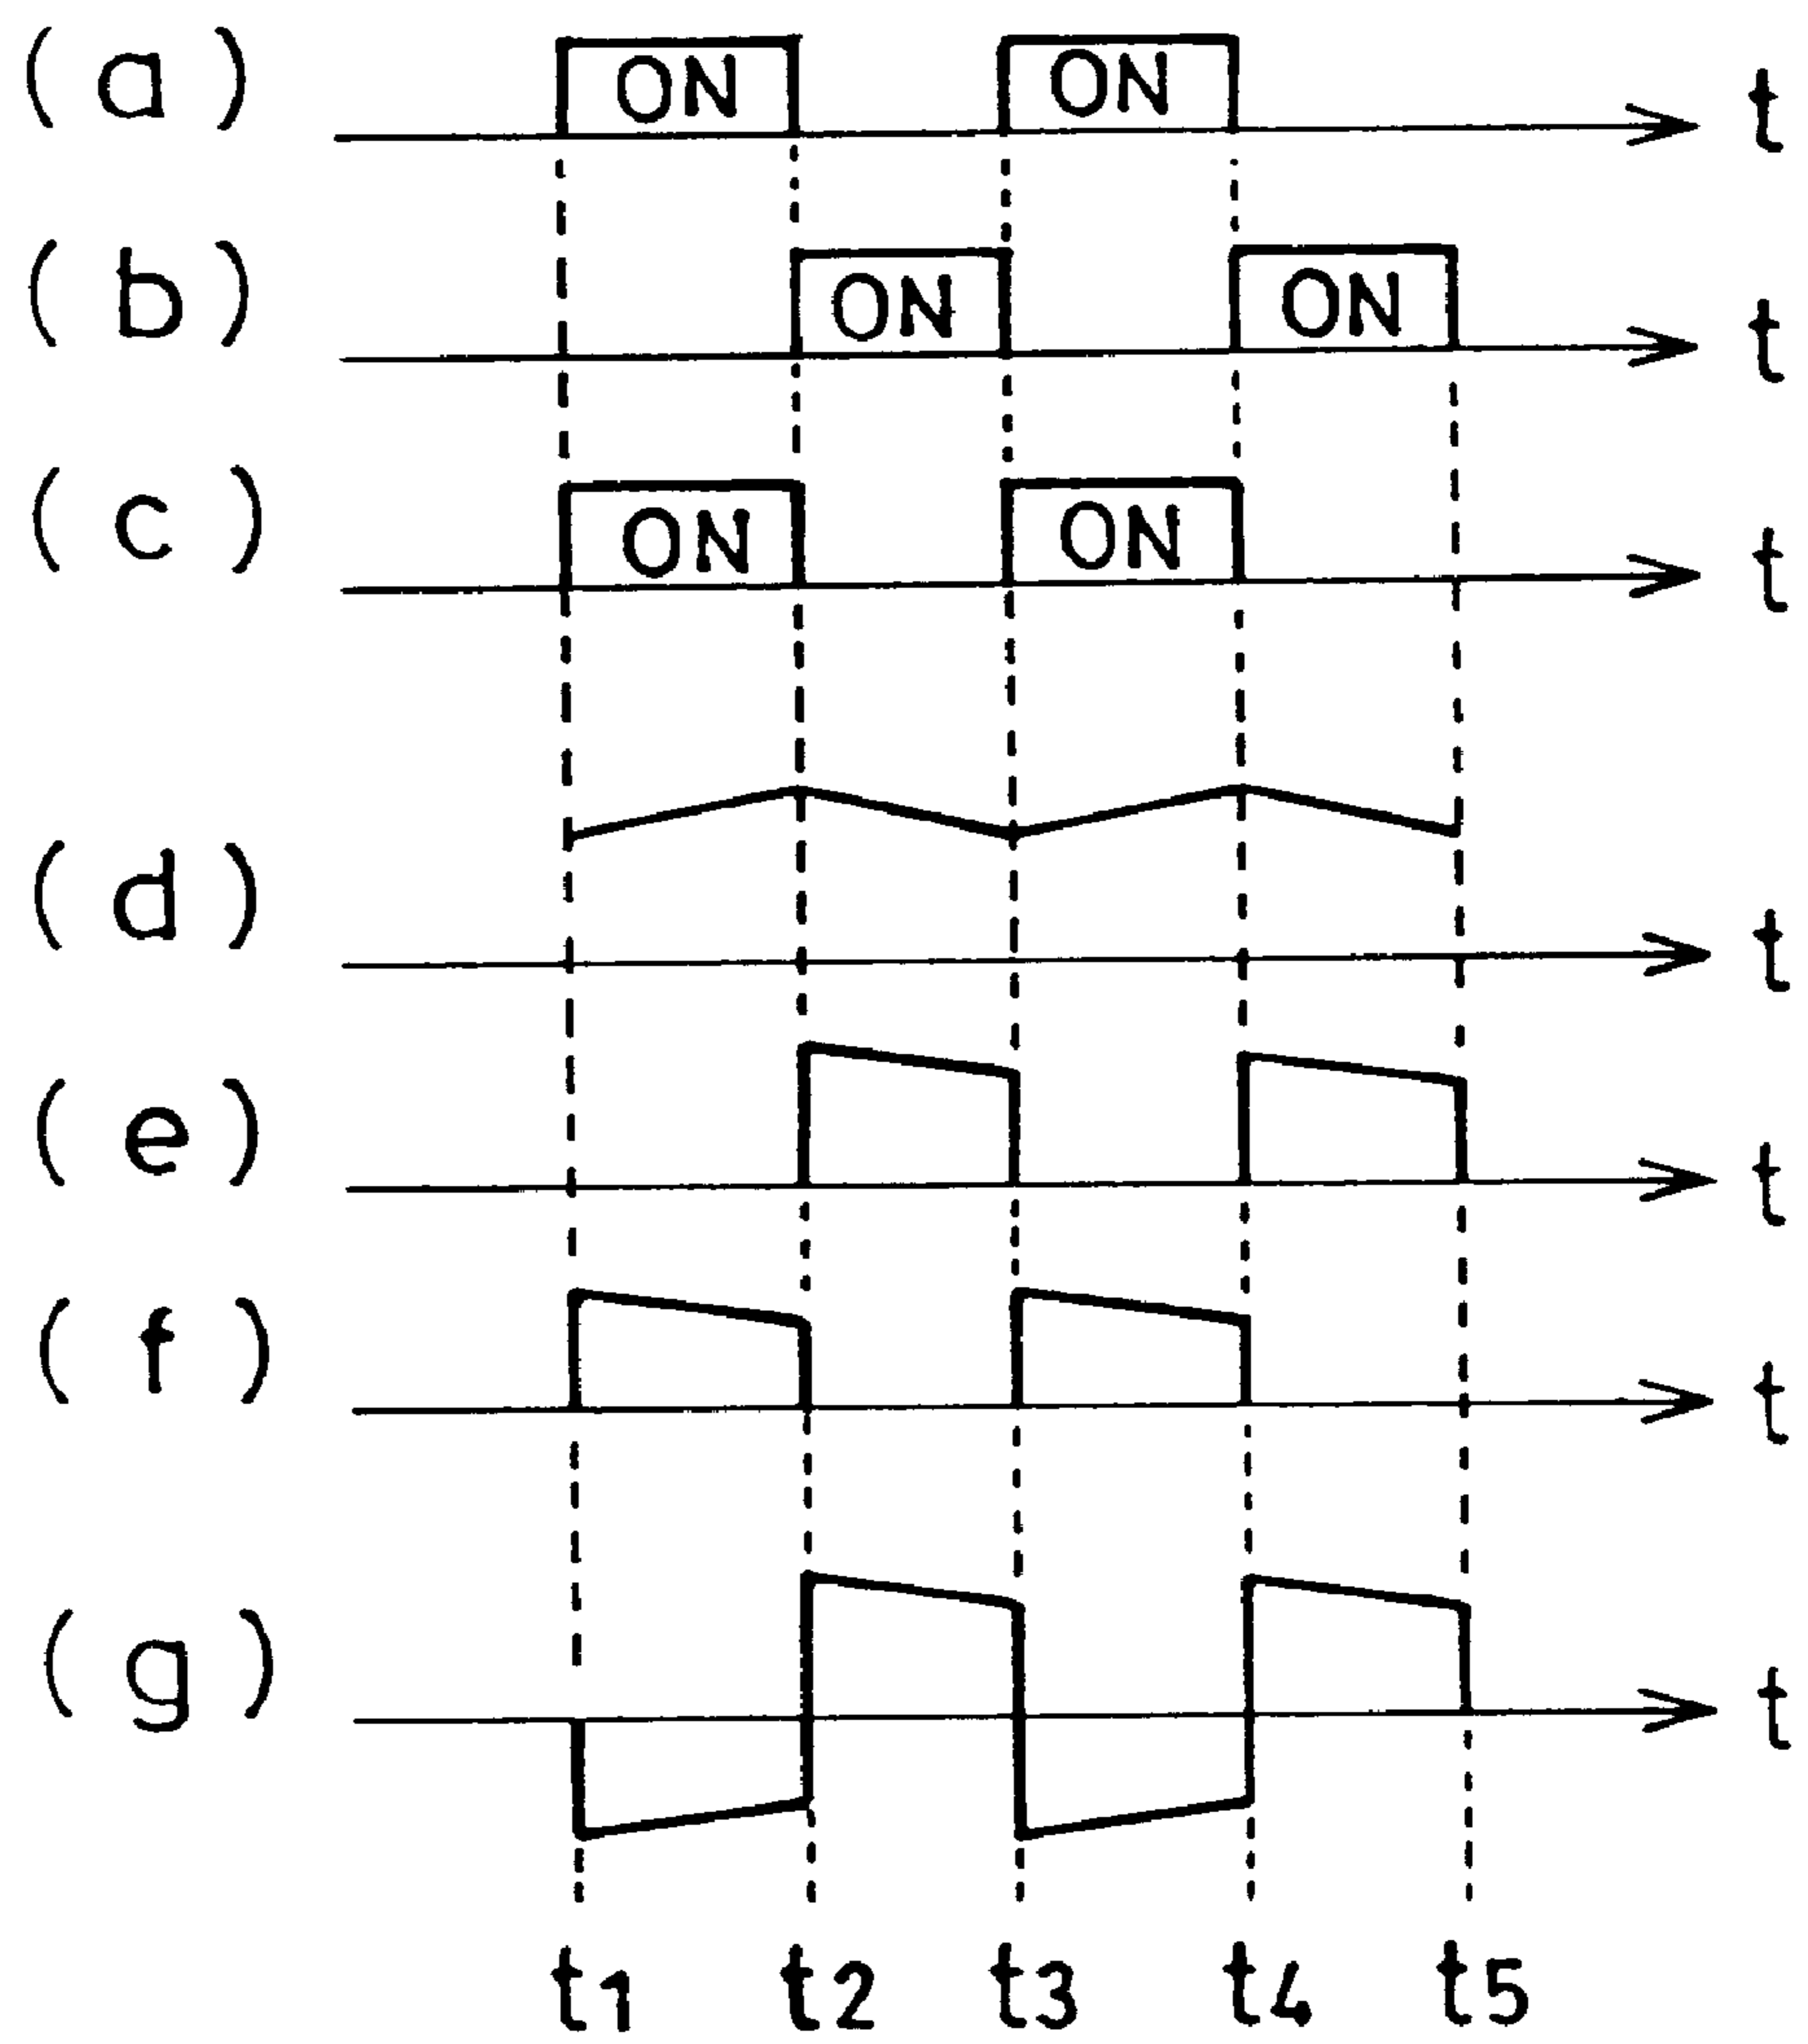 (a) ON ON t
(b) ON ON t
(c) ON ON t
(d) t
(e) t
(f) t
(g) t
t1 t2 t3 t4 t5